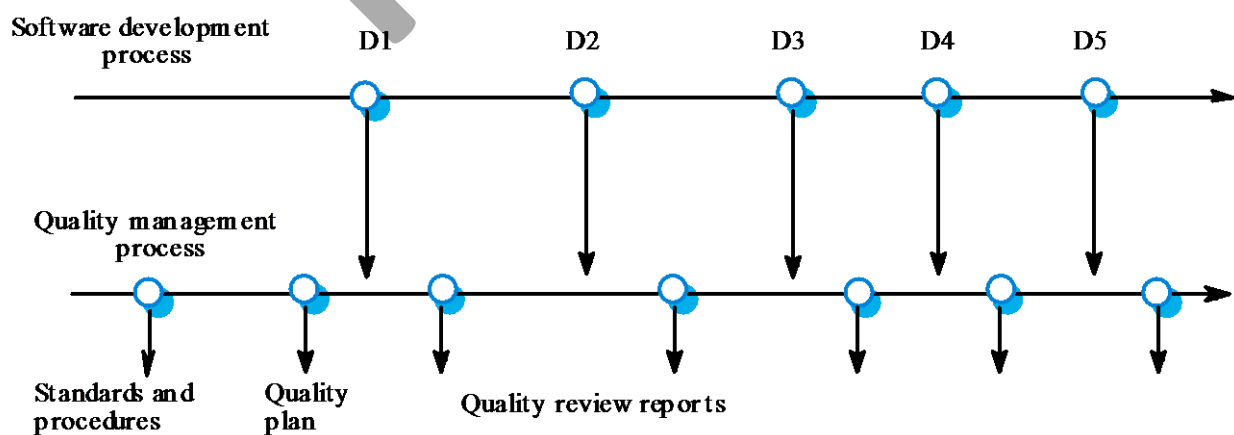 Software development
process
D1 D2 D3 D4 D5
Quality management
process
Standards and
procedures
Quality
plan
Quality review reports